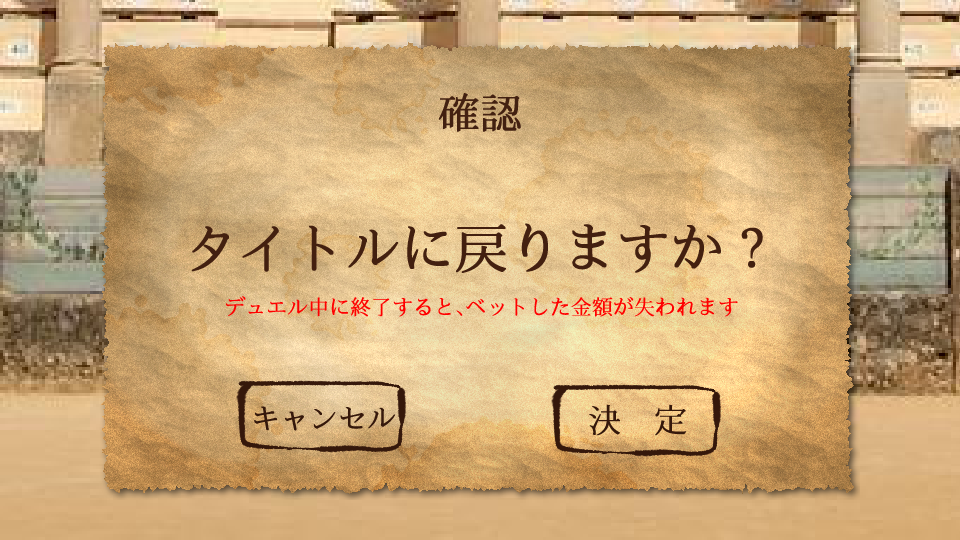 確認
タイトルに戻りますか？
デュエル中に終了すると、ベットした金額が失われます
キャンセル
決　定